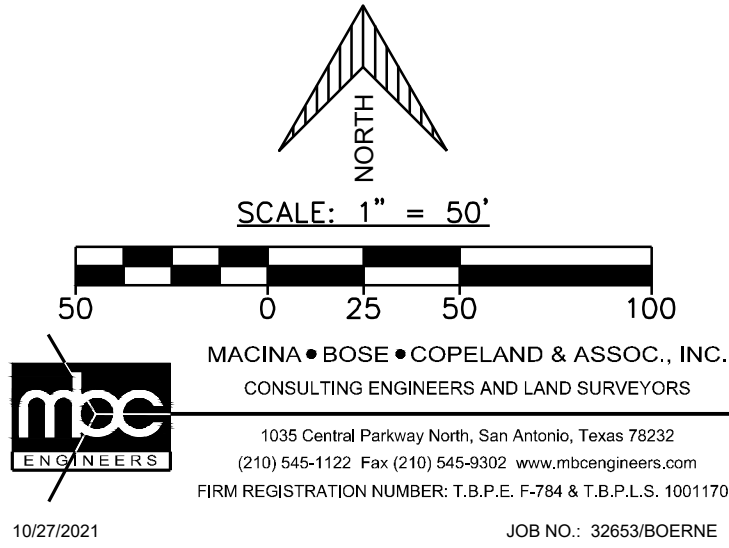 NORTH
SCALE: 1" = 50'
50 0 25 50 100
MACINA • BOSE • COPELAND & ASSOC., INC.
CONSULTING ENGINEERS AND LAND SURVEYORS
mbc
ENGINEERS
1035 Central Parkway North, San Antonio, Texas 78232
(210) 545-1122 Fax (210) 545-9302 www.mbcengineers.com
FIRM REGISTRATION NUMBER: T.B.P.E. F-784 & T.B.P.L.S. 1001170
10/27/2021 JOB NO.: 32653/BOERNE